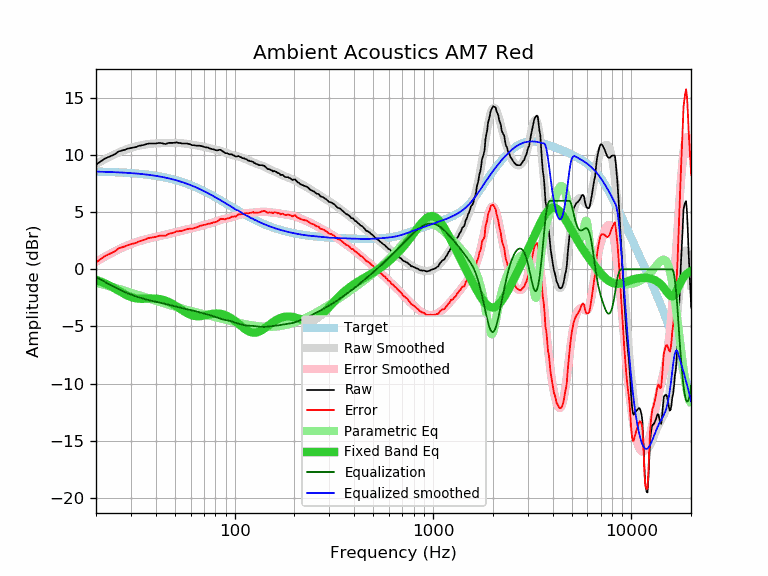 Ambient Acoustics AM7 Red
Amplitude (dBr)
15
10
5
0
−5
−10
−15
−20
Target
Raw Smoothed
Error Smoothed
Raw
Error
Parametric Eq
Fixed Band Eq
Equalization
Equalized smoothed
100 1000 10000
Frequency (Hz)